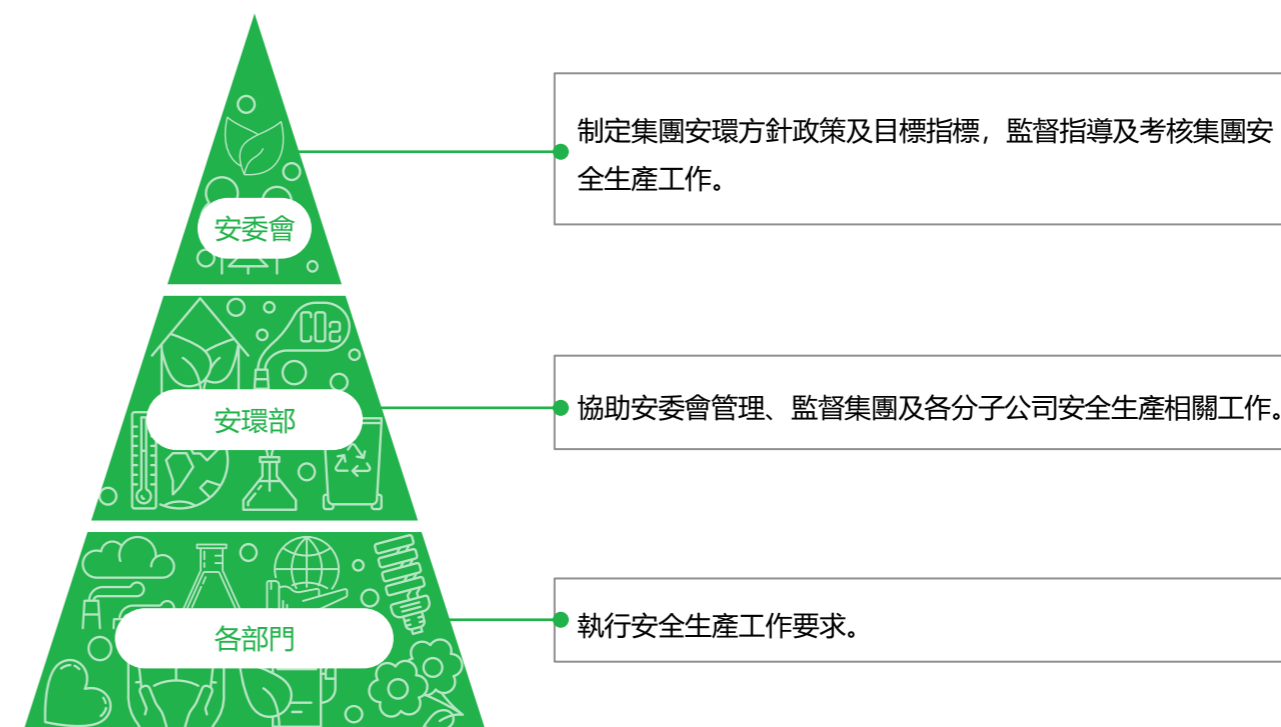 安委會
制定集團安環方針政策及目標指標，監督指導及考核集團安
全生產工作。
CO2
安環部
協助安委會管理、監督集團及各分子公司安全生產相關工作。
各部門
執行安全生產工作要求。